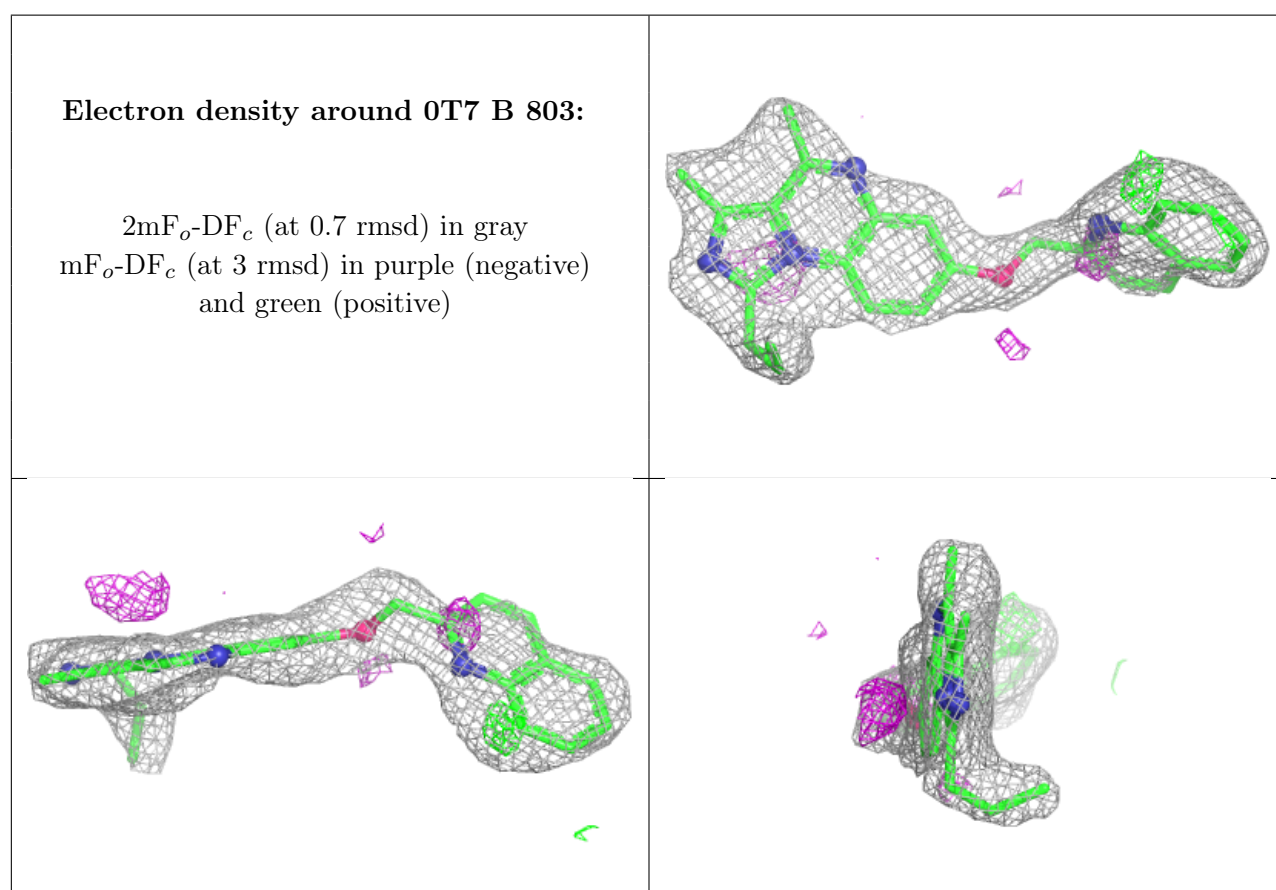 Electron density around 0T7 B 803:
2mFₒ-DF𝒸 (at 0.7 rmsd) in gray
mFₒ-DF𝒸 (at 3 rmsd) in purple (negative)
and green (positive)